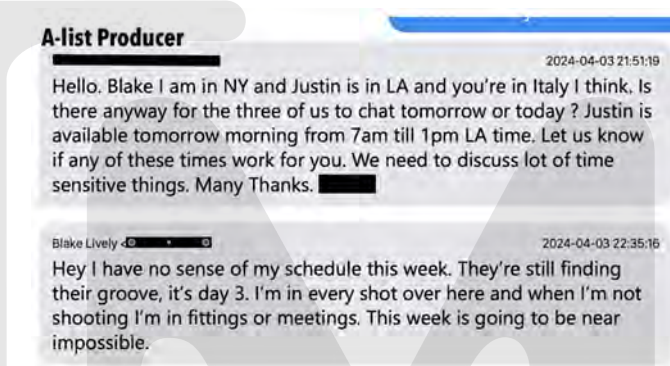 A-list Producer
2024-04-03 21:51:19
Hello. Blake I am in NY and Justin is in LA and you're in Italy I think. Is
there anyway for the three of us to chat tomorrow or today ? Justin is
available tomorrow morning from 7am till 1pm LA time. Let us know
if any of these times work for you. We need to discuss lot of time
sensitive things. Many Thanks.
Blake Lively < 2024-04-03 22:35:16
Hey I have no sense of my schedule this week. They're still finding
their groove, it's day 3. I'm in every shot over here and when I'm not
shooting I'm in fittings or meetings. This week is going to be near
impossible.